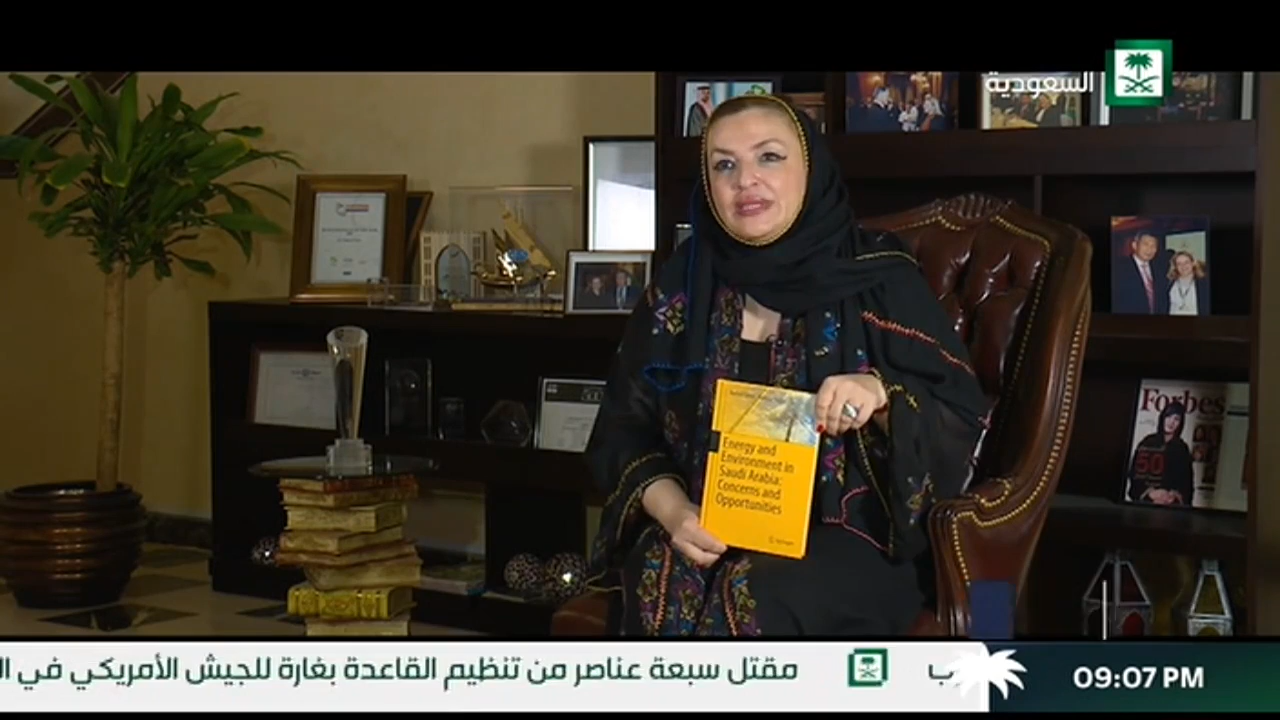 السعودية
Forbes
50
Energy and
Environment in
Saudi Arabia:
Concerns and
Opportunities
Springer
مقتل سبعة عناصر من تنظيم القاعدة بغارة للجيش الأمريكي في
09:07 PM